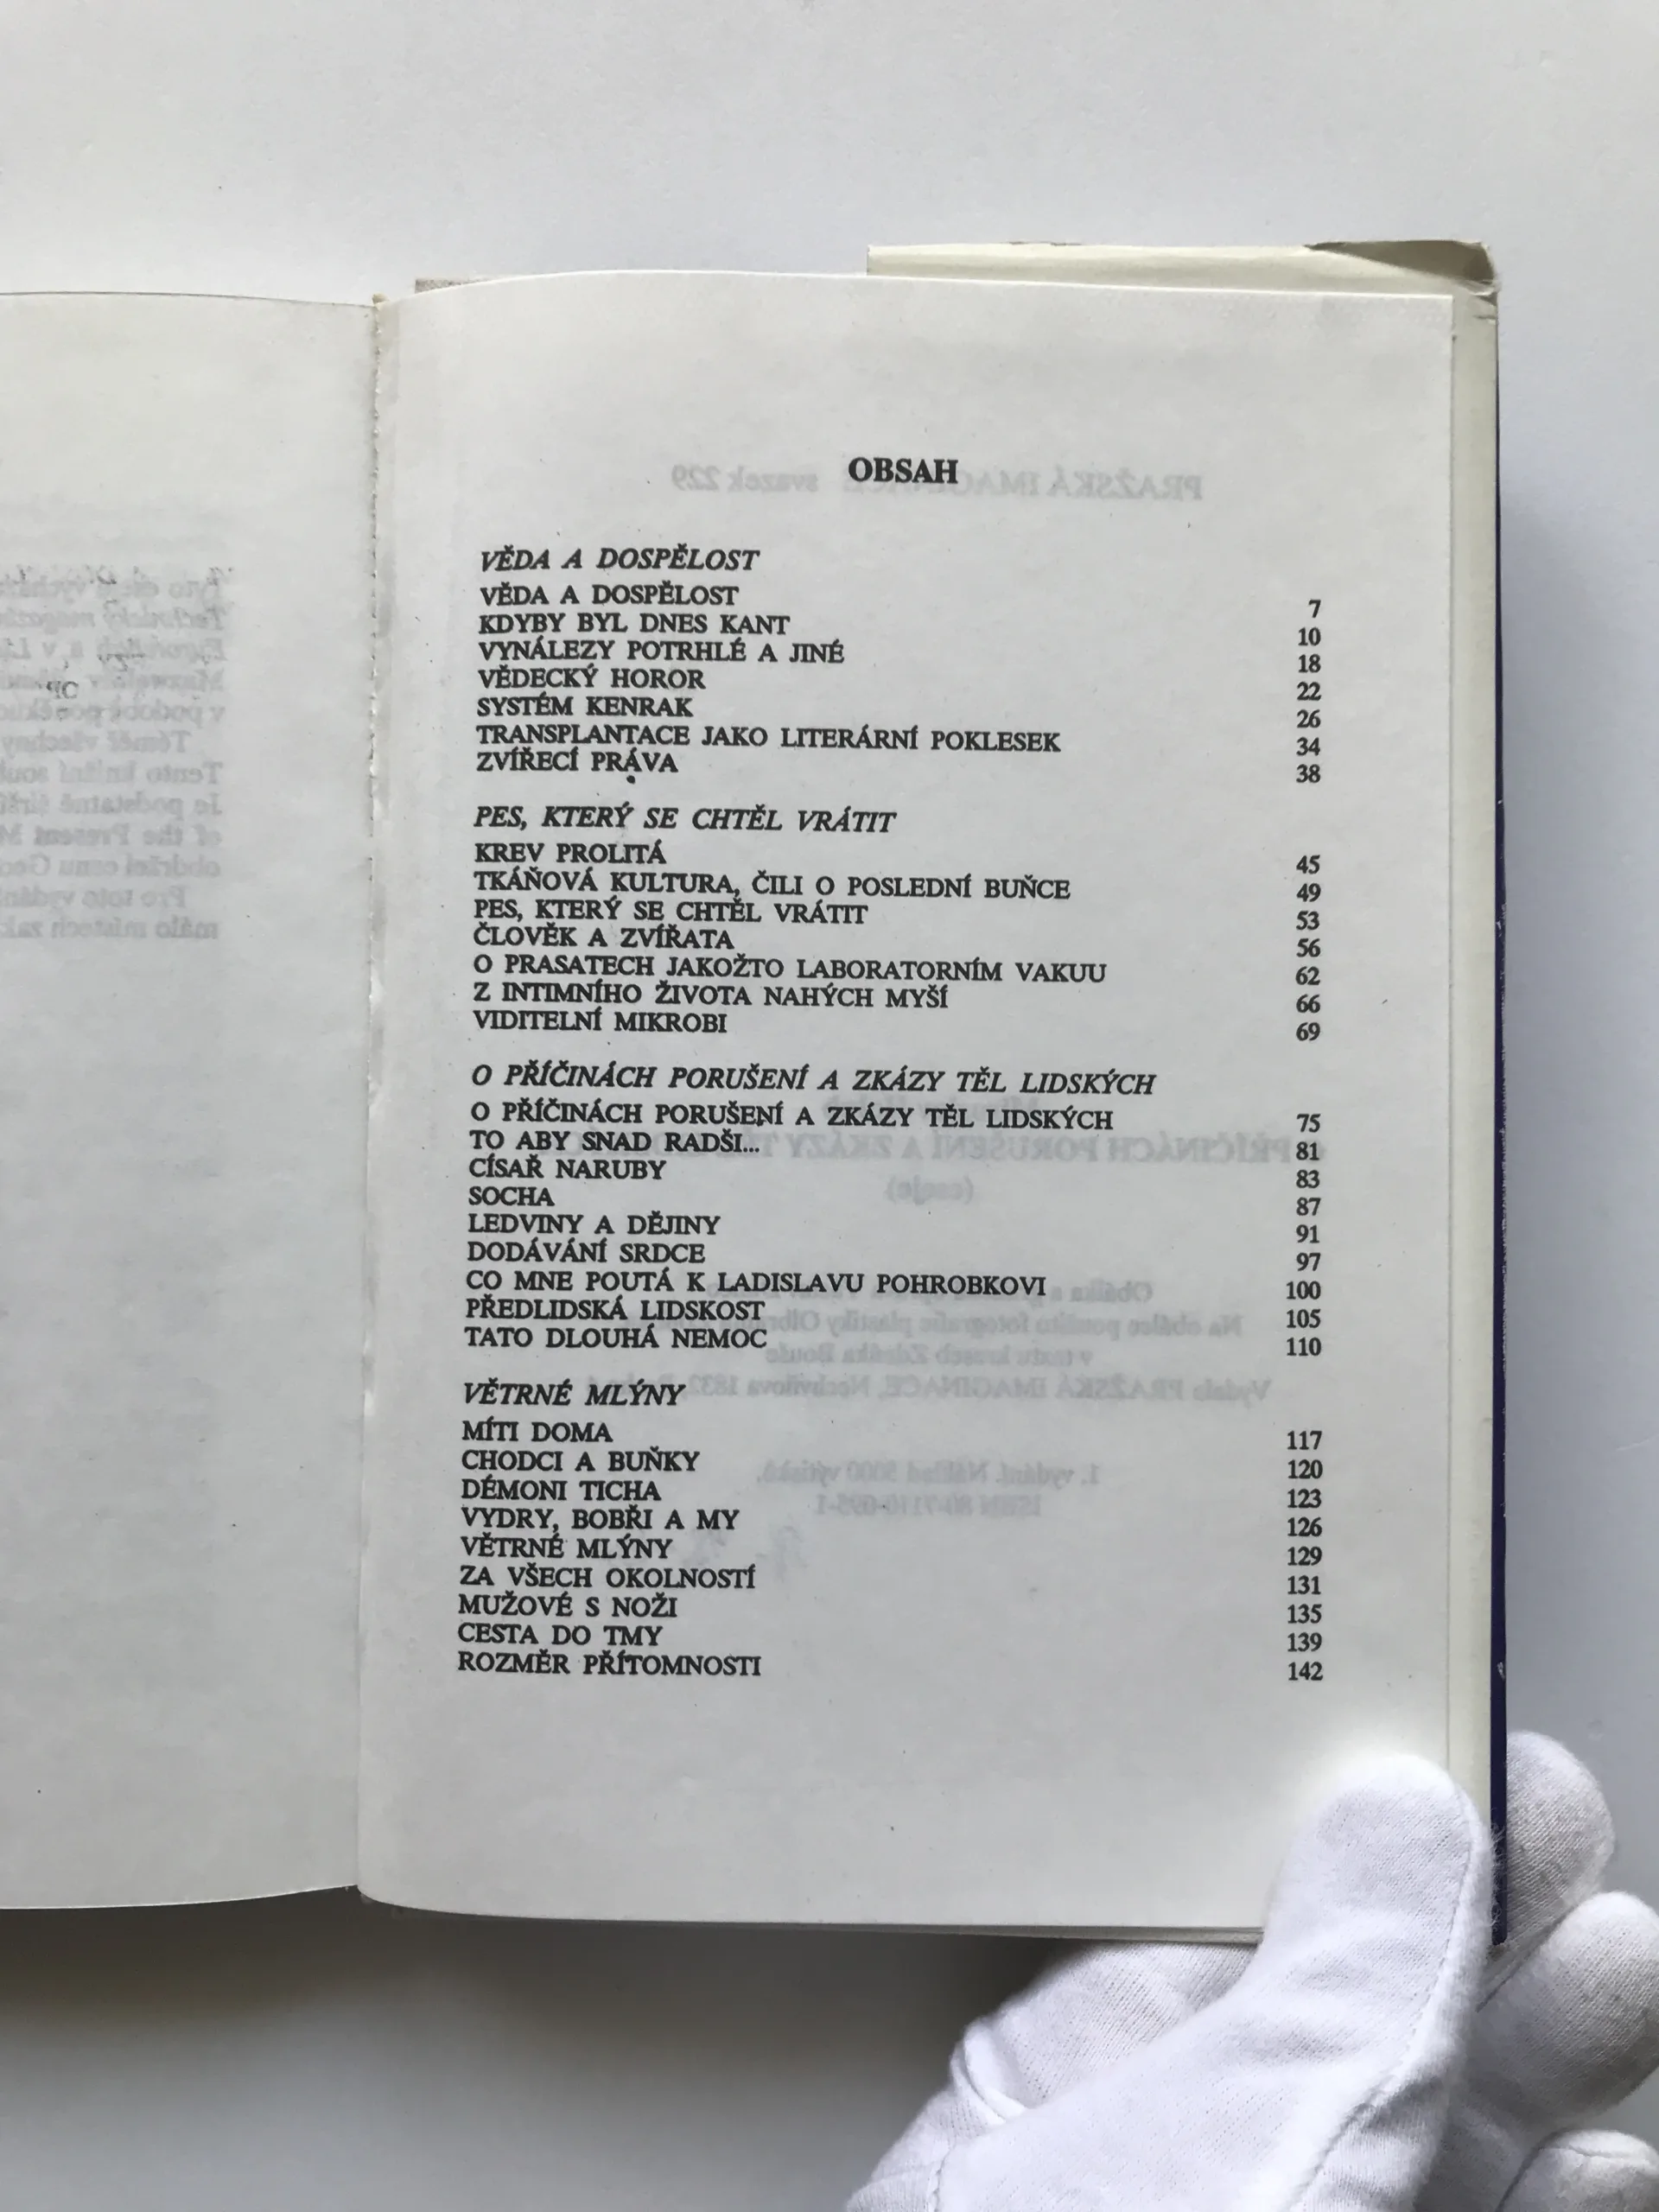 OBSAH
VĚDA A DOSPĚLOST
VĚDA A DOSPĚLOST 7
KDYBY BYL DNES KANT 10
VYNÁLEZY POTRHLÉ A JINÉ 18
VĚDECKÝ HOROR 22
SYSTÉM KENRAK 26
TRANSPLANTACE JAKO LITERÁRNÍ POKLESEK 34
ZVÍŘECÍ PRÁVA 38
PES, KTERÝ SE CHTĚL VRÁTIT
KREV PROLITÁ 45
TKÁŇOVÁ KULTURA, ČILI O POSLEDNÍ BUŇCE 49
PES, KTERÝ SE CHTĚL VRÁTIT 53
ČLOVĚK A ZVÍŘATA 56
O PRASATECH JAKOŽTO LABORATORNÍM VAKUU 62
Z INTIMNÍHO ŽIVOTA NAHÝCH MYŠÍ 66
VIDITELNÍ MIKROBI 69
O PŘÍČINÁCH PORUŠENÍ A ZKÁZY TĚL LIDSKÝCH
O PŘÍČINÁCH PORUŠENÍ A ZKÁZY TĚL LIDSKÝCH 75
TO ABY SNAD RADŠI... 81
CÍSAŘ NARUBY 83
SOCHA 87
LEDVINY A DĚJINY 91
DODÁVÁNÍ SRDCE 97
CO MNE POUTÁ K LADISLAVU POHROBKOVI 100
PŘEDLIDSKÁ LIDSKOST 105
TATO DLOUHÁ NEMOC 110
VĚTRNÉ MLÝNY
MÍTI DOMA 117
CHODCI A BUŇKY 120
DÉMONI TICHA 123
VYDRY, BOBŘI A MY 126
VĚTRNÉ MLÝNY 129
ZA VŠECH OKOLNOSTÍ 131
MUŽOVÉ S NOŽI 135
CESTA DO TMY 139
ROZMĚR PŘÍTOMNOSTI 142